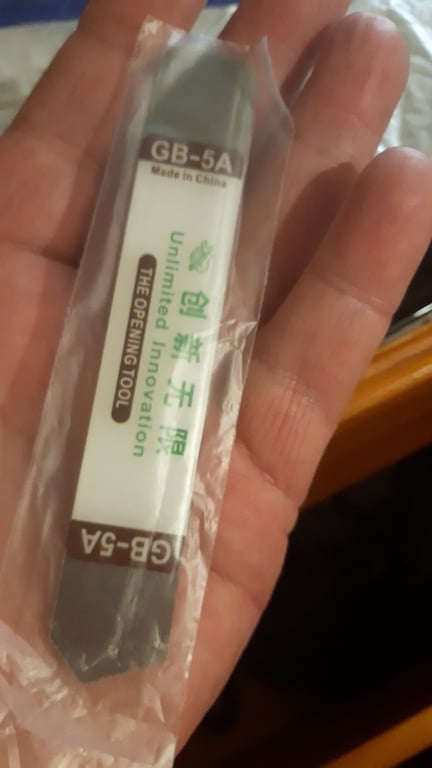 GB-5A
Made in China
创新无限
Unlimited Innovation
THE OPENING TOOL
GB-5A